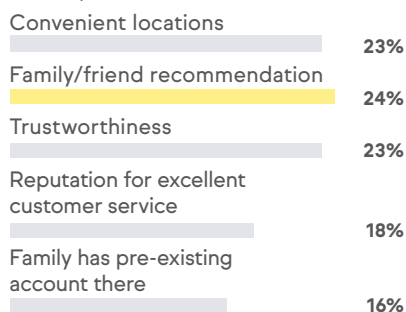 Convenient locations
23%
Family/friend recommendation
24%
Trustworthiness
23%
Reputation for excellent
customer service
18%
Family has pre-existing
account there
16%